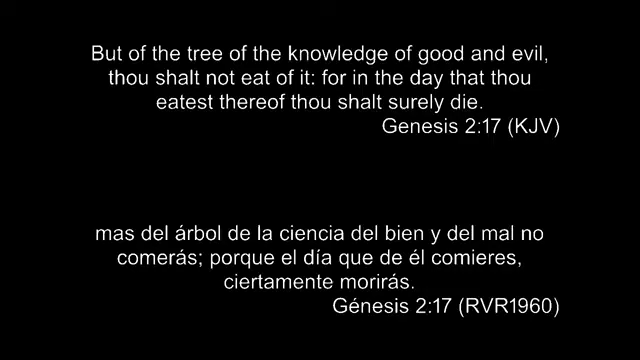 But of the tree of the knowledge of good and evil,
thou shalt not eat of it: for in the day that thou
eatest thereof thou shalt surely die.
Genesis 2:17 (KJV)
mas del árbol de la ciencia del bien y del mal no
comerás; porque el día que de él comieres,
ciertamente morirás.
Génesis 2:17 (RVR1960)